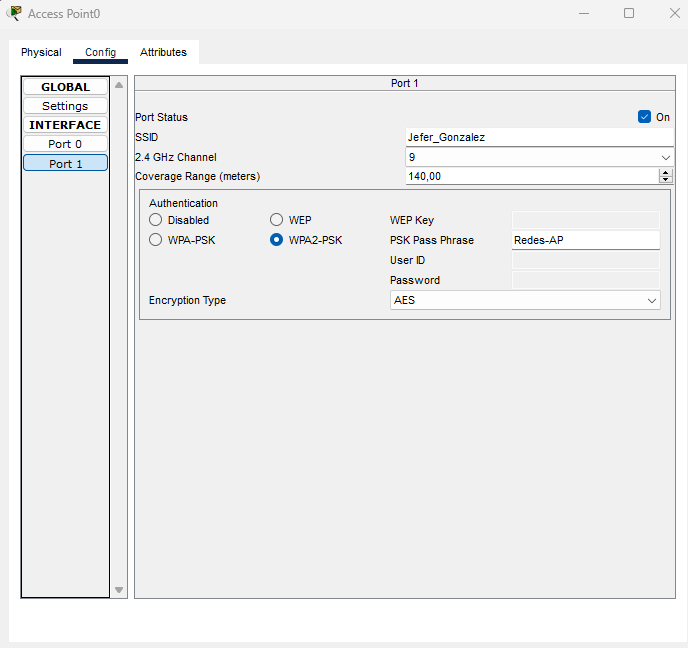 Access Point0
Physical Config Attributes
GLOBAL
Settings
INTERFACE
Port 0
Port 1
Port 1
Port Status On
SSID Jefer_Gonzalez
2.4 GHz Channel 9
Coverage Range (meters) 140,00
Authentication
Disabled WEP WEP Key
WPA-PSK WPA2-PSK PSK Pass Phrase Redes-AP
User ID
Password
Encryption Type AES